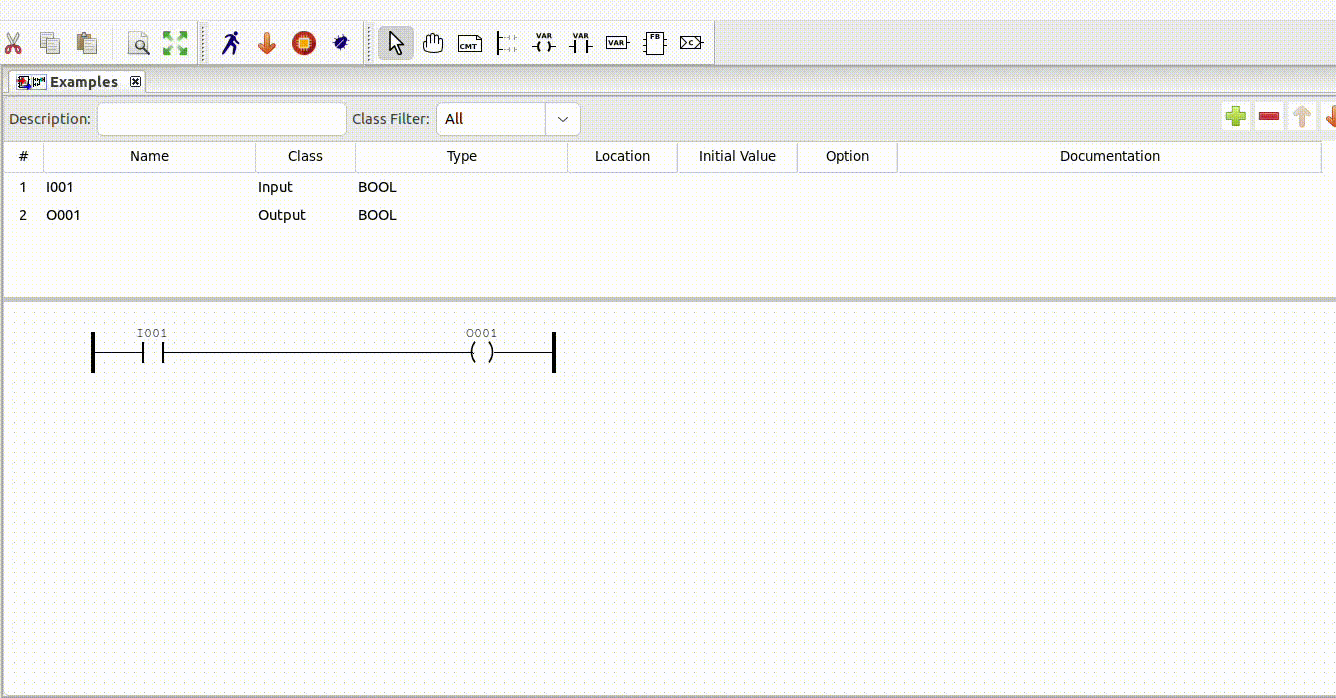 CMT VAR VAR VAR FB C
Examples
Description: Class Filter: All
# Name Class Type Location Initial Value Option Documentation
1 I001 Input BOOL
2 O001 Output BOOL
I001 O001